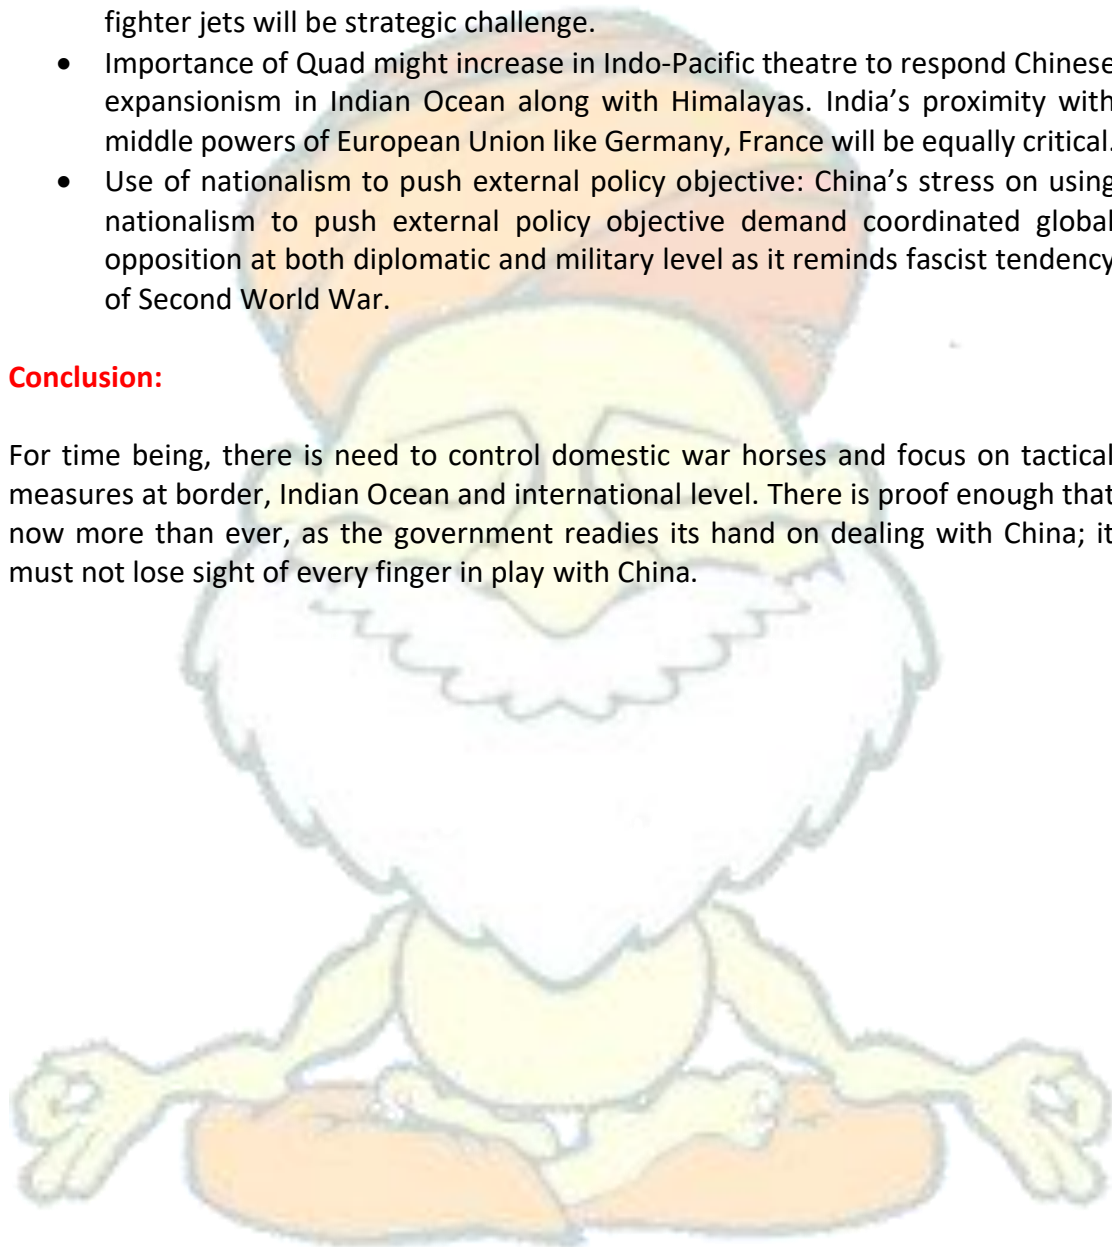 fighter jets will be strategic challenge.
• Importance of Quad might increase in Indo-Pacific theatre to respond Chinese
expansionism in Indian Ocean along with Himalayas. India’s proximity with
middle powers of European Union like Germany, France will be equally critical.
• Use of nationalism to push external policy objective: China’s stress on using
nationalism to push external policy objective demand coordinated global
opposition at both diplomatic and military level as it reminds fascist tendency
of Second World War.
Conclusion:
For time being, there is need to control domestic war horses and focus on tactical
measures at border, Indian Ocean and international level. There is proof enough that
now more than ever, as the government readies its hand on dealing with China; it
must not lose sight of every finger in play with China.